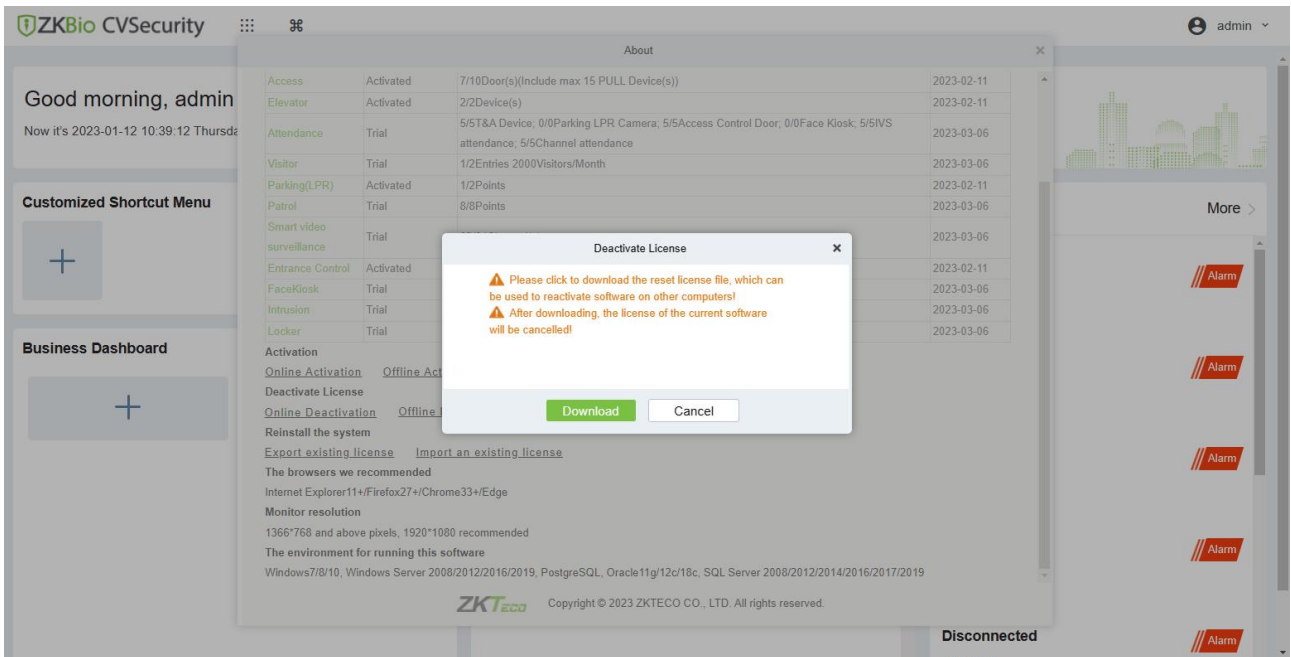 ZKBio CVSecurity
admin
About
Good morning, admin
Now it's 2023-01-12 10:39:12 Thursda
Customized Shortcut Menu
Business Dashboard
Access Activated 7/10Door(s)(Include max 15 PULL Device(s)) 2023-02-11
Elevator Activated 2/2Device(s) 2023-02-11
Attendance Trial 5/5T&A Device; 0/0Parking LPR Camera; 5/5Access Control Door; 0/0Face Kiosk; 5/5IVS
attendance; 5/5Channel attendance 2023-03-06
Visitor Trial 1/2Entries 2000Visitors/Month 2023-03-06
Parking(LPR) Activated 1/2Points 2023-02-11
Patrol Trial 8/8Points 2023-03-06
Smart video
surveillance Trial 2023-03-06
Entrance Control Activated 2023-02-11
FaceKiosk Trial 2023-03-06
Intrusion Trial 2023-03-06
Locker Trial 2023-03-06
Activation
Online Activation Offline Act
Deactivate License
Online Deactivation Offline
Reinstall the system
Export existing license Import an existing license
The browsers we recommended
Internet Explorer11+/Firefox27+/Chrome33+/Edge
Monitor resolution
1366*768 and above pixels, 1920*1080 recommended
The environment for running this software
Windows7/8/10, Windows Server 2008/2012/2016/2019, PostgreSQL, Oracle11g/12c/18c, SQL Server 2008/2012/2014/2016/2017/2019
ZKTeco Copyright © 2023 ZKTECO CO., LTD. All rights reserved.
Deactivate License
Please click to download the reset license file, which can
be used to reactivate software on other computers!
After downloading, the license of the current software
will be cancelled!
Download Cancel
More
Alarm
Alarm
Alarm
Alarm
Disconnected
Alarm